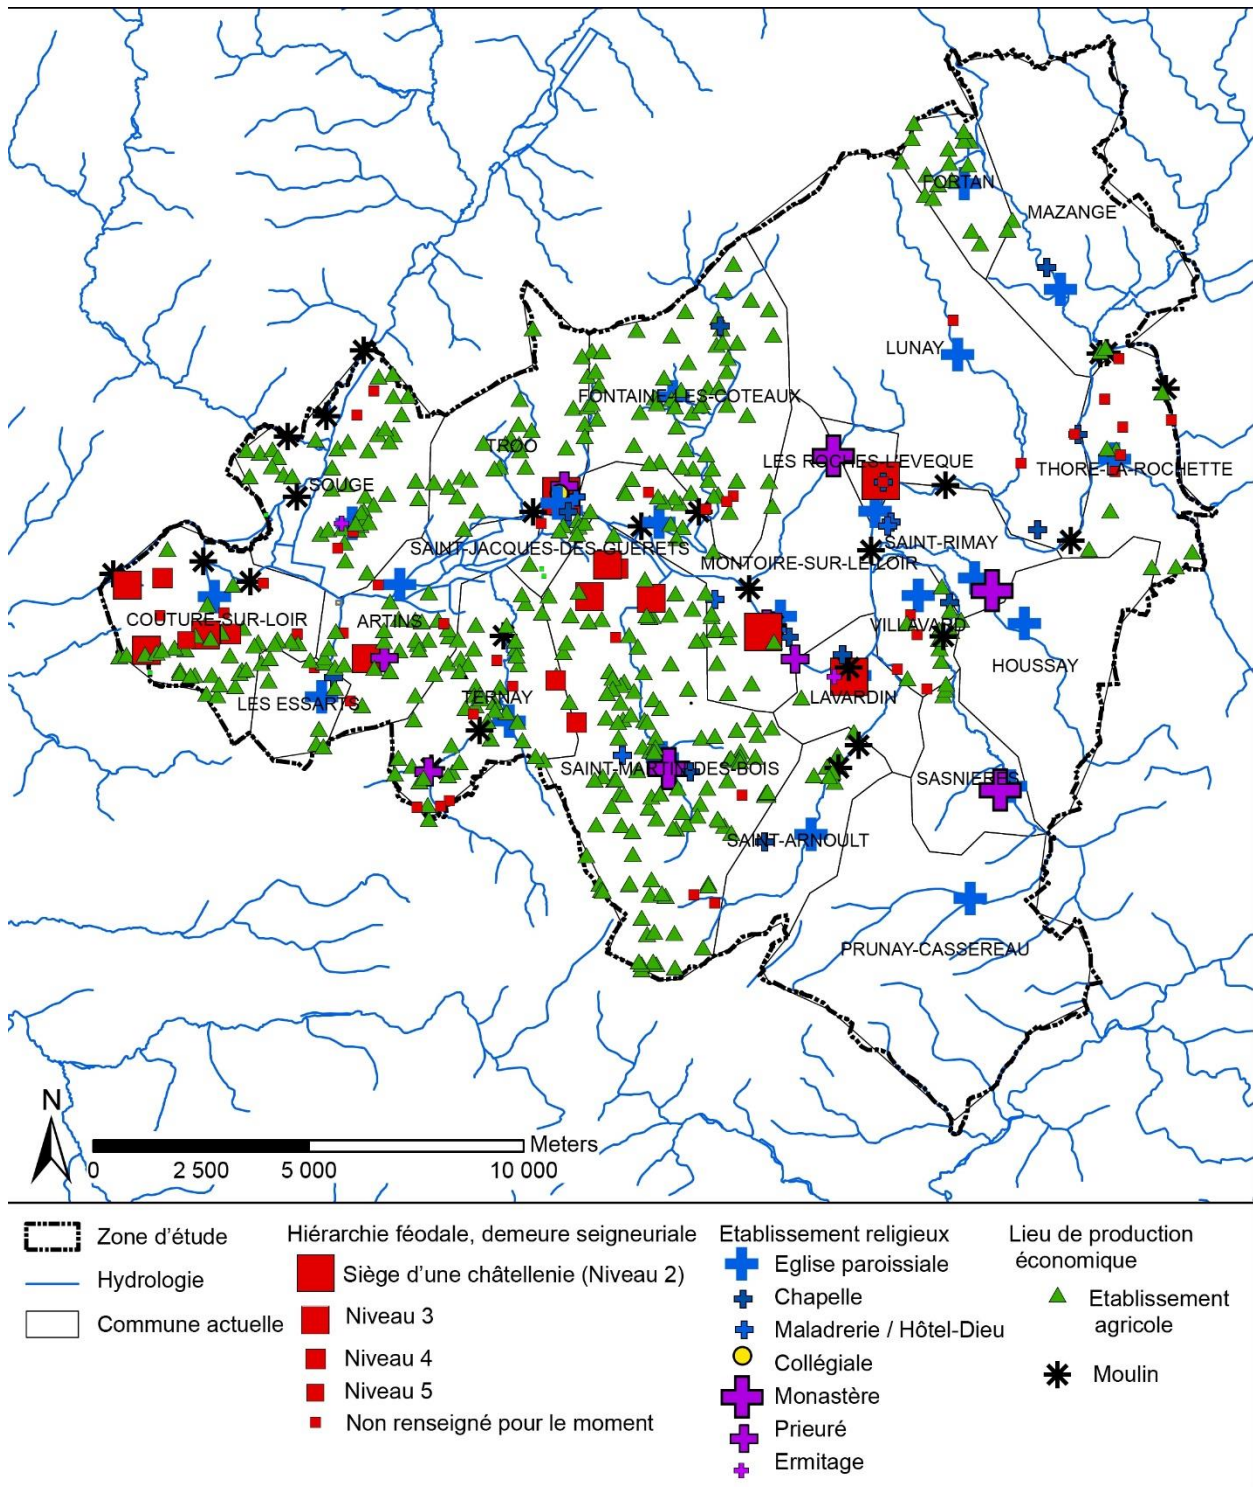 FORTAN
MAZANGE
LUNAY
FONTAINE-LES-COTEAUX
TROO
LES ROCHES-L'EVEQUE
THORE-LA-ROCHETTE
SOUGE
SAINT-JACQUES-DES-GUERETS
SAINT-RIMAY
MONTOIRE-SUR-LE-LOIR
COUTURE-SUR-LOIR
ARTINS
VILLAVARD
HOUSSAY
LES ESSARTS
TERNAY
LAVARDIN
SAINT-MARTIN-DES-BOIS
SASNIERES
SAINT-ARNOULT
PRUNAY-CASSEREAU
N
Meters
0 2 500 5 000 10 000
Zone d'étude
Hydrologie
Commune actuelle
Hiérarchie féodale, demeure seigneuriale
Siège d'une châtellenie (Niveau 2)
Niveau 3
Niveau 4
Niveau 5
Non renseigné pour le moment
Etablissement religieux
Eglise paroissiale
Chapelle
Maladrerie / Hôtel-Dieu
Collégiale
Monastère
Prieuré
Ermitage
Lieu de production
économique
Etablissement
agricole
Moulin